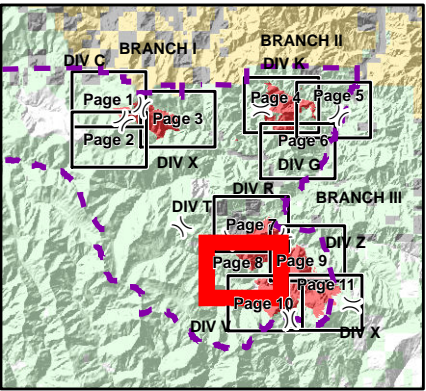 BRANCH I
BRANCH II
DIV C
DIV K
Page 1
Page 4
Page 5
Page 3
Page 2
Page 6
DIV X
DIV G
DIV R
BRANCH III
DIV T
Page 7
DIV Z
Page 8
Page 9
Page 11
Page 10
DIV V
DIV X